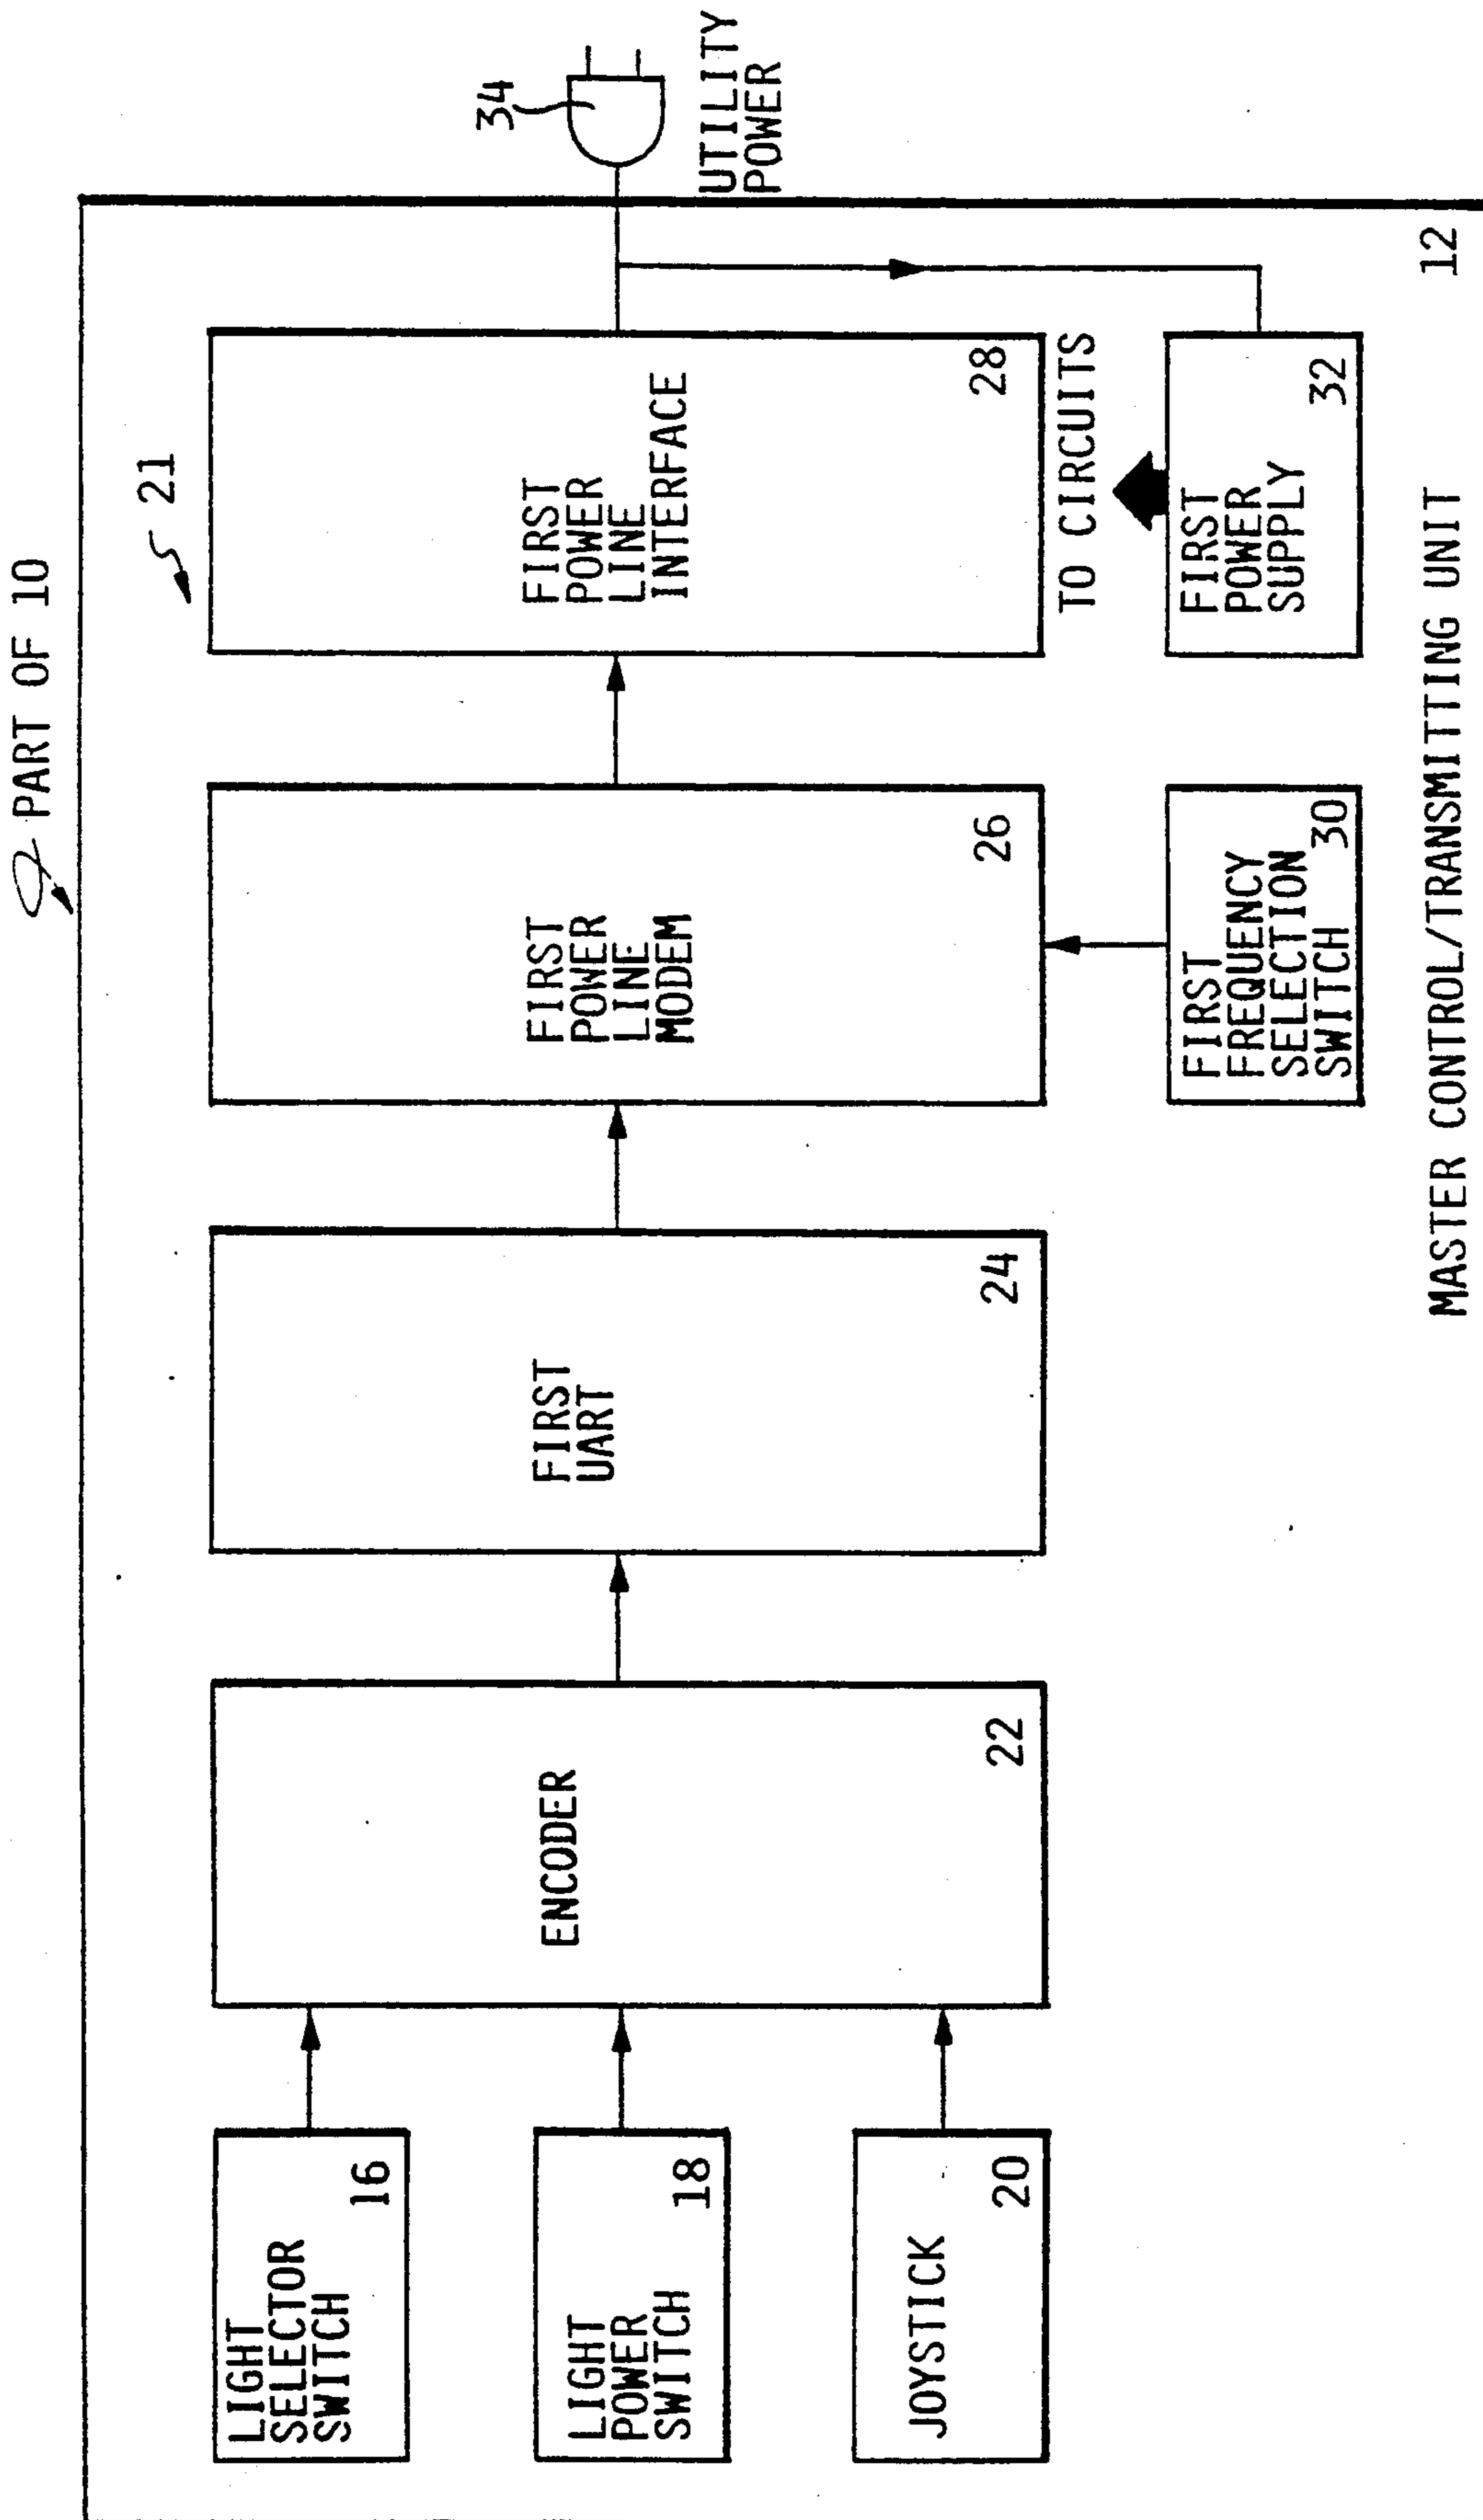 PART OF 10
21
LIGHT
SELECTOR
SWITCH
16
LIGHT
POWER
SWITCH
18
JOYSTICK
20
ENCODER
22
FIRST
UART
24
FIRST
POWER
LINE
MODEM
26
FIRST
POWER
LINE
INTERFACE
28
34
UTILITY
POWER
TO CIRCUITS
FIRST
FREQUENCY
SELECTION
SWITCH 30
FIRST
POWER
SUPPLY
32
12
MASTER CONTROL/TRANSMITTING UNIT